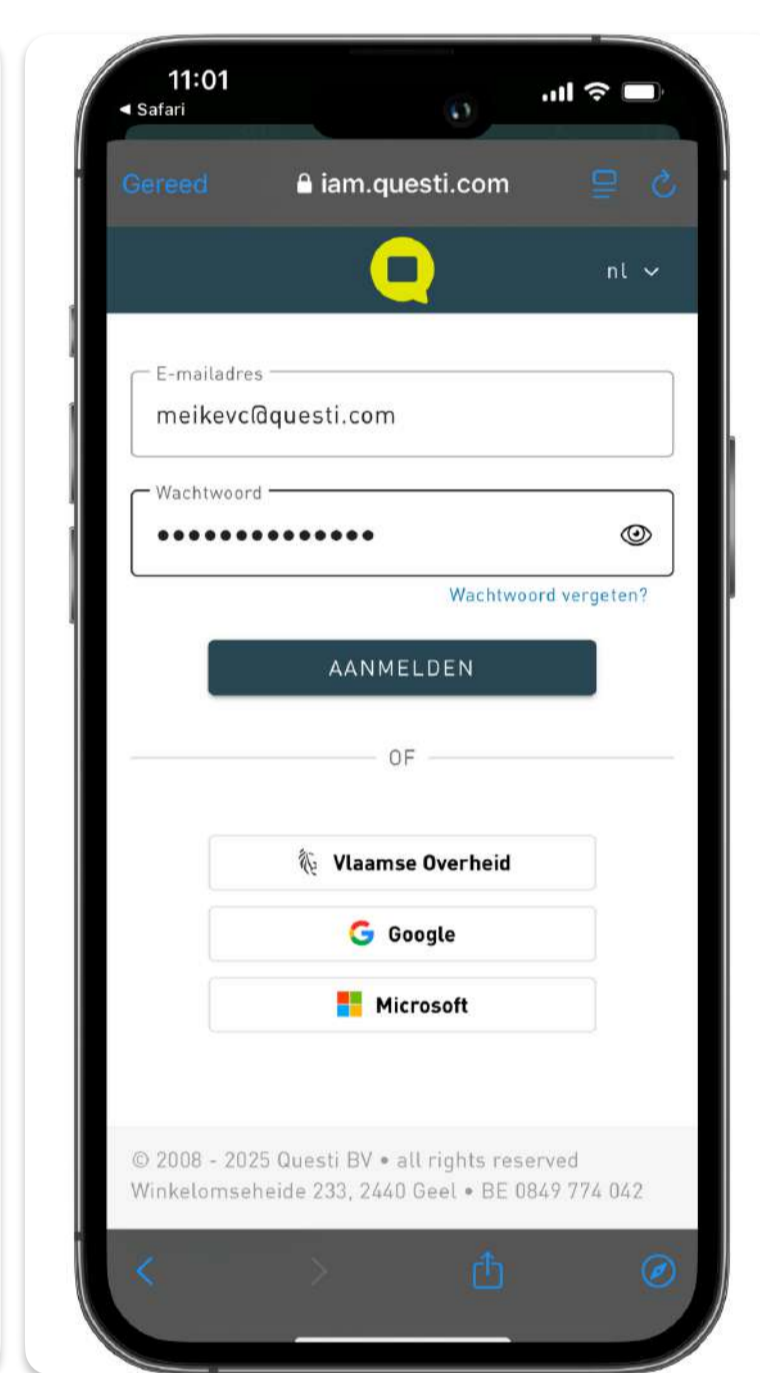 11:01
◀ Safari
Gereed
iam.questi.com
nl
E-mailadres
meikevc@questi.com
Wachtwoord
••••••••••••••
Wachtwoord vergeten?
AANMELDEN
OF
Vlaamse Overheid
Google
Microsoft
© 2008 - 2025 Questi BV • all rights reserved
Winkelomseheide 233, 2440 Geel • BE 0849 774 042